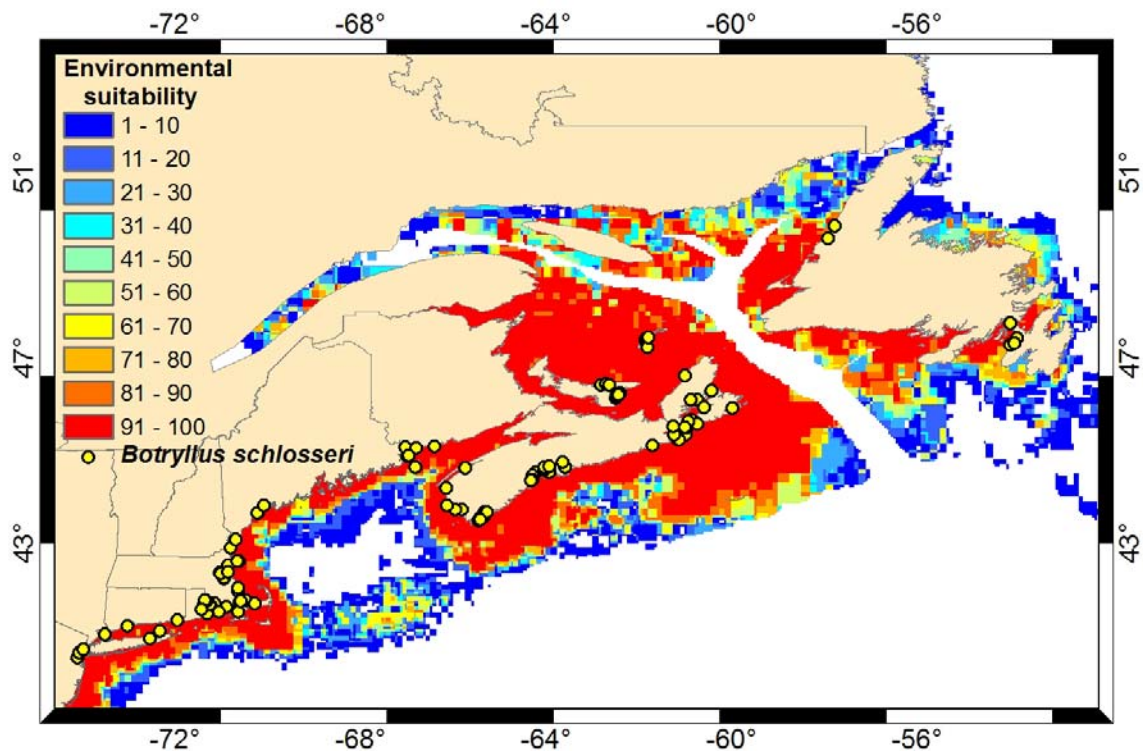 -72° -68° -64° -60° -56°
Environmental
suitability
1 - 10
11 - 20
21 - 30
31 - 40
41 - 50
51 - 60
61 - 70
71 - 80
81 - 90
91 - 100
Botryllus schlosseri
51°
47°
43°
51°
47°
43°
-72° -68° -64° -60° -56°